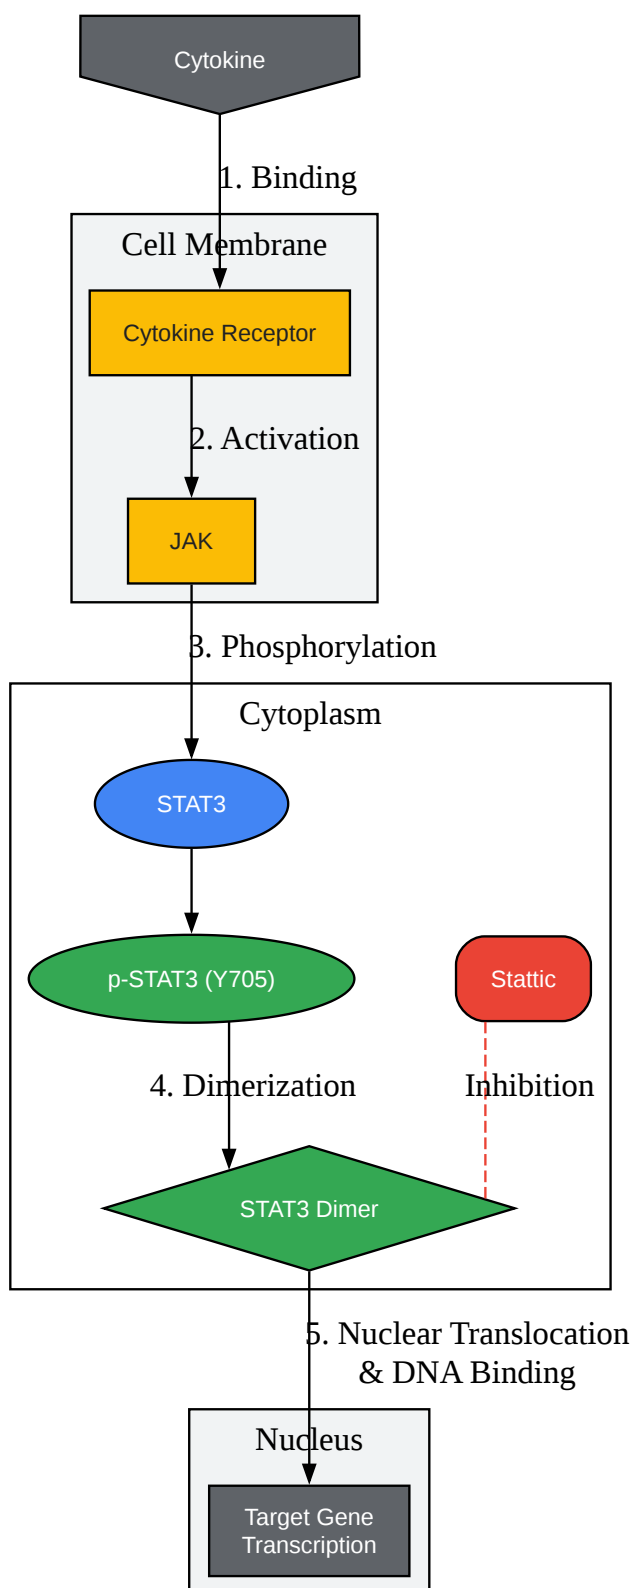 Cytokine
1. Binding
Cell Membrane
Cytokine Receptor
2. Activation
JAK
3. Phosphorylation
Cytoplasm
STAT3
p-STAT3 (Y705)
Stattic
4. Dimerization
Inhibition
STAT3 Dimer
5. Nuclear Translocation
& DNA Binding
Nucleus
Target Gene
Transcription